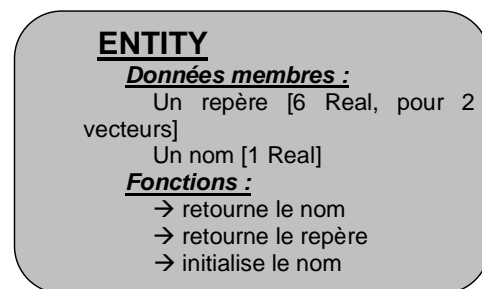 ENTITY
Données membres :
Un repère [6 Real, pour 2
vecteurs]
Un nom [1 Real]
Fonctions :
→ retourne le nom
→ retourne le repère
→ initialise le nom